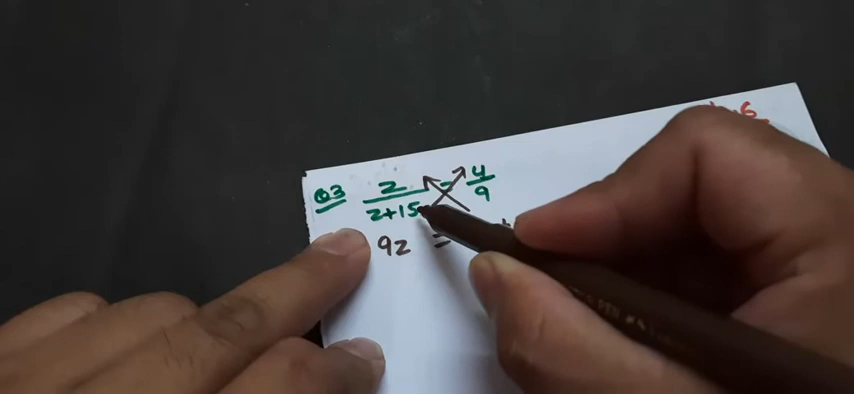 Q3 z/(z+15) = 4/9
9z =